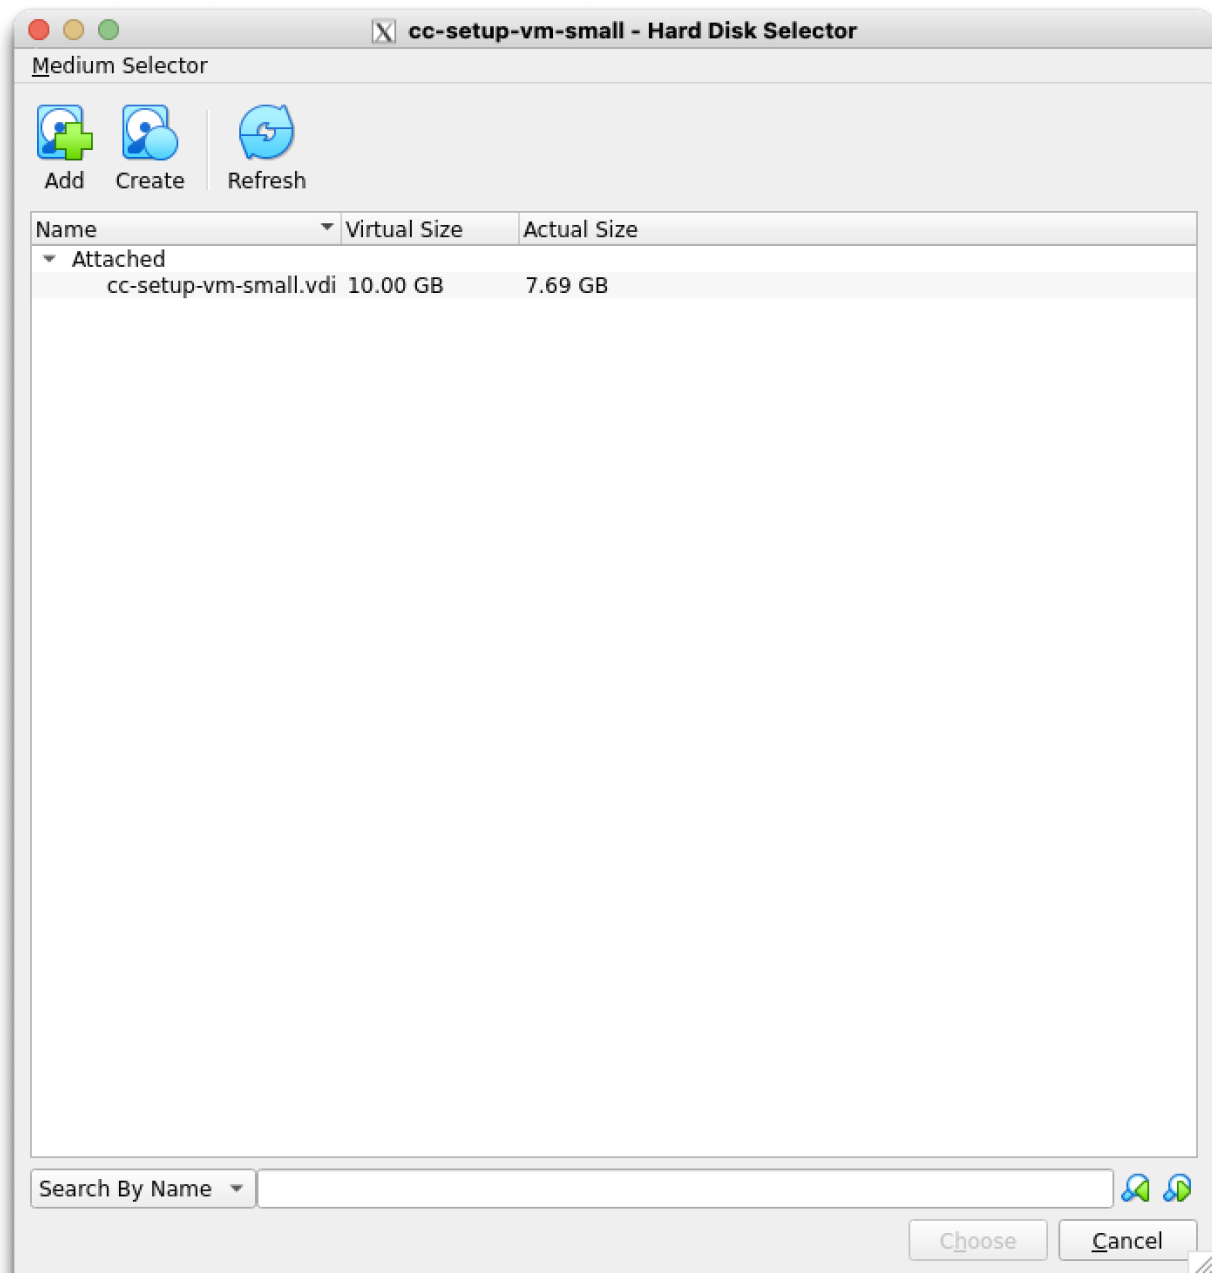 cc-setup-vm-small - Hard Disk Selector
Medium Selector
Add Create Refresh
Name Virtual Size Actual Size
Attached
cc-setup-vm-small.vdi 10.00 GB 7.69 GB
Search By Name
Choose Cancel